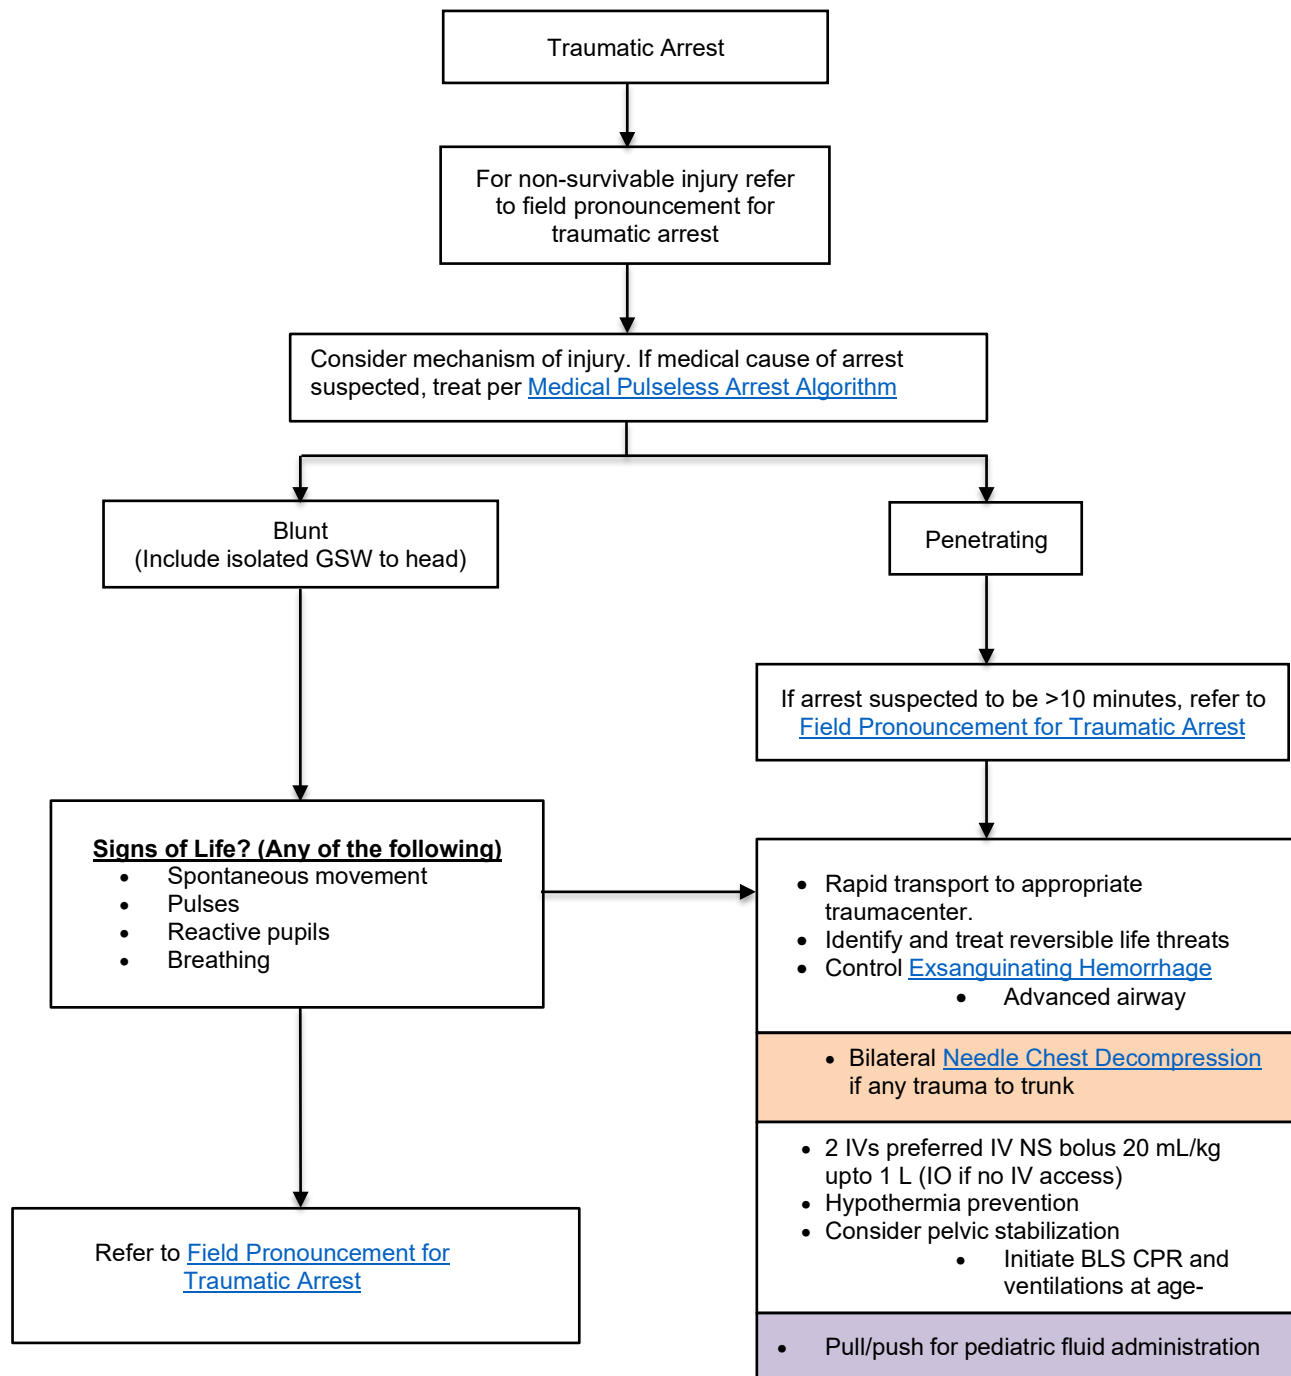 Traumatic Arrest
For non-survivable injury refer
to field pronouncement for
traumatic arrest
Consider mechanism of injury. If medical cause of arrest
suspected, treat per Medical Pulseless Arrest Algorithm
Blunt
(Include isolated GSW to head)
Penetrating
If arrest suspected to be >10 minutes, refer to
Field Pronouncement for Traumatic Arrest
Signs of Life? (Any of the following)
• Spontaneous movement
• Pulses
• Reactive pupils
• Breathing
• Rapid transport to appropriate
traumacenter.
• Identify and treat reversible life threats
• Control Exsanguinating Hemorrhage
• Advanced airway
• Bilateral Needle Chest Decompression
if any trauma to trunk
• 2 IVs preferred IV NS bolus 20 mL/kg
upto 1 L (IO if no IV access)
• Hypothermia prevention
• Consider pelvic stabilization
• Initiate BLS CPR and
ventilations at age-
• Pull/push for pediatric fluid administration
Refer to Field Pronouncement for
Traumatic Arrest